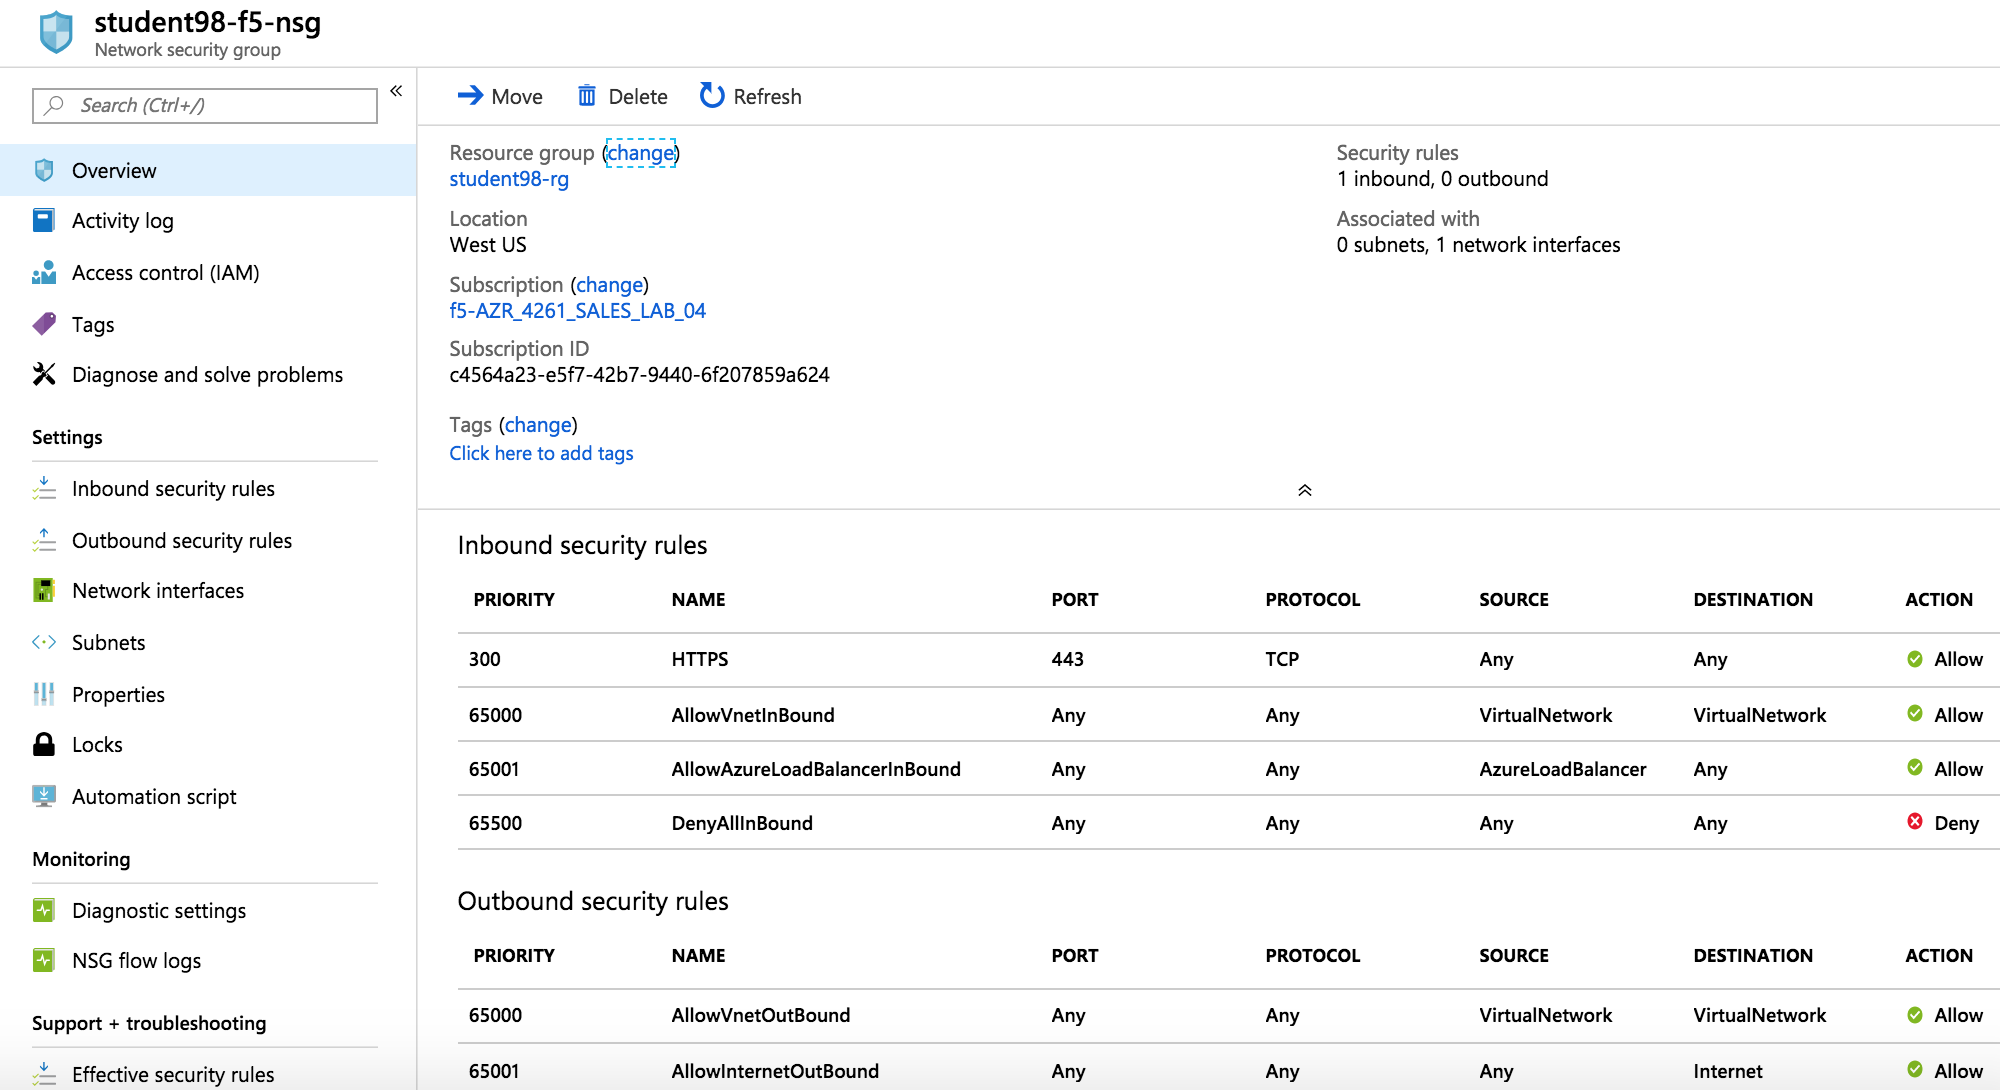 student98-f5-nsg
Network security group
Search (Ctrl+/)
«
Overview
Activity log
Access control (IAM)
Tags
Diagnose and solve problems
Settings
Inbound security rules
Outbound security rules
Network interfaces
Subnets
Properties
Locks
Automation script
Monitoring
Diagnostic settings
NSG flow logs
Support + troubleshooting
Effective security rules
Move Delete Refresh
Resource group (change)
student98-rg
Location
West US
Subscription (change)
f5-AZR_4261_SALES_LAB_04
Subscription ID
c4564a23-e5f7-42b7-9440-6f207859a624
Tags (change)
Click here to add tags
Security rules
1 inbound, 0 outbound
Associated with
0 subnets, 1 network interfaces
Inbound security rules
PRIORITY NAME PORT PROTOCOL SOURCE DESTINATION ACTION
300 HTTPS 443 TCP Any Any Allow
65000 AllowVnetInBound Any Any VirtualNetwork VirtualNetwork Allow
65001 AllowAzureLoadBalancerInBound Any Any AzureLoadBalancer Any Allow
65500 DenyAllInBound Any Any Any Any Deny
Outbound security rules
PRIORITY NAME PORT PROTOCOL SOURCE DESTINATION ACTION
65000 AllowVnetOutBound Any Any VirtualNetwork VirtualNetwork Allow
65001 AllowInternetOutBound Any Any Any Internet Allow